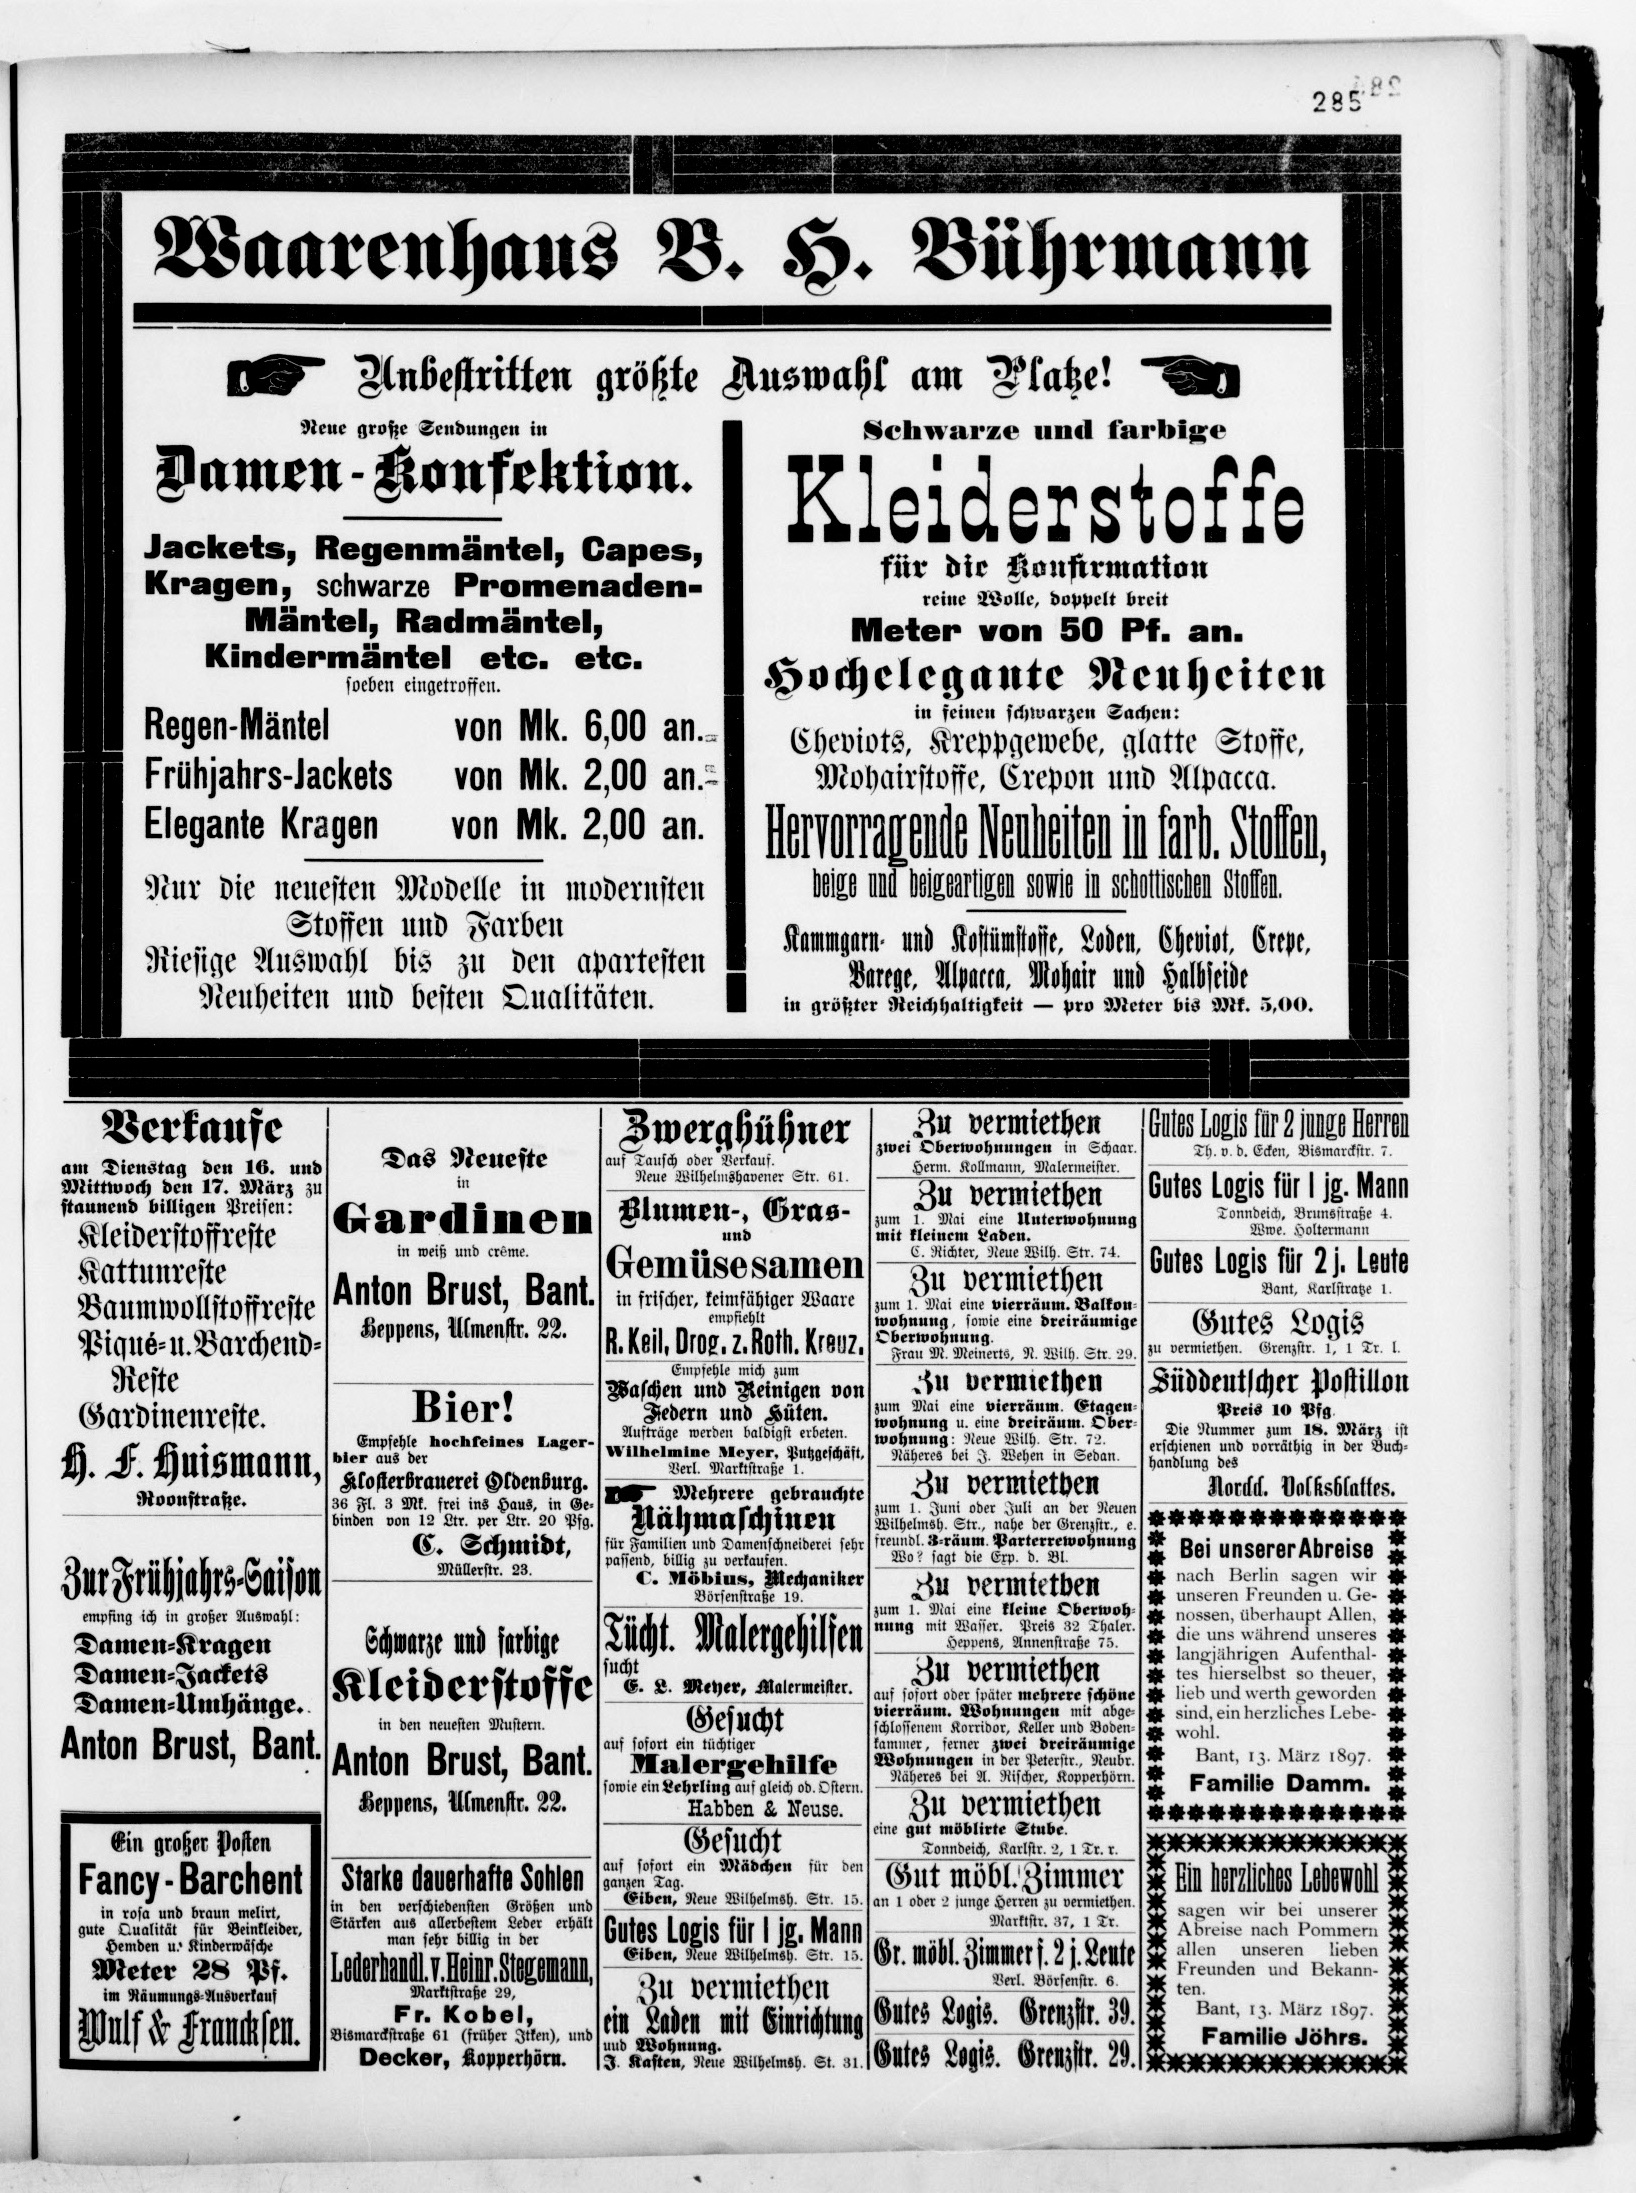 285
Waarenhaus B. H. Bührmann
Unbestritten größte Auswahl am Platze!
Neue große Sendungen in
Damen-Konfektion.
Jackets, Regenmäntel, Capes,
Kragen, schwarze Promenaden-
Mäntel, Radmäntel,
Kindermäntel etc. etc.
soeben eingetroffen.
Regen-Mäntel von Mk. 6,00 an.
Frühjahrs-Jackets von Mk. 2,00 an.
Elegante Kragen von Mk. 2,00 an.
Nur die neuesten Modelle in modernsten
Stoffen und Farben
Riesige Auswahl bis zu den apartesten
Neuheiten und besten Qualitäten.
Schwarze und farbige
Kleiderstoffe
für die Konfirmation
reine Wolle, doppelt breit
Meter von 50 Pf. an.
Hochelegante Neuheiten
in feinen schwarzen Sachen:
Cheviots, Kreppgewebe, glatte Stoffe,
Mohairstoffe, Crepon und Alpacca.
Hervorragende Neuheiten in farb. Stoffen,
beige und beigeartigen sowie in schottischen Stoffen.
Kammgarn- und Kostümstoffe, Loden, Cheviot, Crepe,
Barege, Alpacca, Mohair und Halbseide
in größter Reichhaltigkeit — pro Meter bis Mk. 5,00.
Verkaufe
am Dienstag den 16. und
Mittwoch den 17. März zu
staunend billigen Preisen:
Kleiderstoffreste
Kattunreste
Baumwollstoffreste
Piqué- u. Barchend-
Reste
Gardinenreste.
H. F. Huismann,
Roonstraße.
Zur Frühjahrs-Saison
empfing ich in großer Auswahl:
Damen-Kragen
Damen-Jackets
Damen-Umhänge.
Anton Brust, Bant.
Ein großer Posten
Fancy-Barchent
in rosa und braun melirt,
gute Qualität für Beinkleider,
Hemden u. Kinderwäsche
Meter 28 Pf.
im Räumungs-Ausverkauf
Wulf & Francksen.
Das Neueste
in
Gardinen
in weiß und crême.
Anton Brust, Bant.
Heppens, Ulmenstr. 22.
Bier!
Empfehle hochfeines Lager-
bier aus der
Klosterbrauerei Oldenburg.
36 Fl. 3 Mk. frei ins Haus, in Ge-
binden von 12 Ltr. per Ltr. 20 Pfg.
C. Schmidt,
Müllerstr. 23.
Schwarze und farbige
Kleiderstoffe
in den neuesten Mustern.
Anton Brust, Bant.
Heppens, Ulmenstr. 22.
Starke dauerhafte Sohlen
in den verschiedensten Größen und
Stärken aus allerbestem Leder erhält
man sehr billig in der
Lederhandl. v. Heinr. Stegemann,
Marktstraße 29,
Fr. Kobel,
Bismarckstraße 61 (früher Itken), und
Decker, Kopperhörn.
Zwerghühner
auf Tausch oder Verkauf.
Neue Wilhelmshavener Str. 61.
Blumen-, Gras-
und
Gemüsesamen
in frischer, keimfähiger Waare
empfiehlt
R. Keil, Drog. z. Roth. Kreuz.
Empfehle mich zum
Waschen und Reinigen von
Federn und Hüten.
Aufträge werden baldigst erbeten.
Wilhelmine Meyer, Putzgeschäft,
Verl. Marktstraße 1.
Mehrere gebrauchte
Nähmaschinen
für Familien und Damenschneiderei sehr
passend, billig zu verkaufen.
C. Möbius, Mechaniker
Börsenstraße 19.
Tücht. Malergehilfen
sucht
E. L. Meyer, Malermeister.
Gesucht
auf sofort ein tüchtiger
Malergehilfe
sowie ein Lehrling auf gleich od. Ostern.
Habben & Neuse.
Gesucht
auf sofort ein Mädchen für den
ganzen Tag.
Eiben, Neue Wilhelmsh. Str. 15.
Gutes Logis für 1 jg. Mann
Eiben, Neue Wilhelmsh. Str. 15.
Zu vermiethen
ein Laden mit Einrichtung
und Wohnung.
J. Kasten, Neue Wilhelmsh. St. 31.
Zu vermiethen
zwei Oberwohnungen in Schaar.
Herm. Kollmann, Malermeister.
Zu vermiethen
zum 1. Mai eine Unterwohnung
mit kleinem Laden.
C. Richter, Neue Wilh. Str. 74.
Zu vermiethen
zum 1. Mai eine vierräum. Balkon-
wohnung, sowie eine dreiräumige
Oberwohnung.
Frau M. Meinerts, N. Wilh. Str. 29.
Zu vermiethen
zum Mai eine vierräum. Etagen-
wohnung u. eine dreiräum. Ober-
wohnung: Neue Wilh. Str. 72.
Näheres bei J. Wehen in Sedan.
Zu vermiethen
zum 1. Juni oder Juli an der Neuen
Wilhelmsh. Str., nahe der Grenzstr., e.
freundl. 3-räum. Parterrewohnung
Wo? sagt die Exp. d. Bl.
Zu vermiethen
zum 1. Mai eine kleine Oberwoh-
nung mit Wasser. Preis 32 Thaler.
Heppens, Annenstraße 75.
Zu vermiethen
auf sofort oder später mehrere schöne
vierräum. Wohnungen mit abge-
schlossenem Korridor, Keller und Boden-
kammer, ferner zwei dreiräumige
Wohnungen in der Peterstr., Neubr.
Näheres bei A. Rischer, Kopperhörn.
Zu vermiethen
eine gut möblirte Stube.
Tonndeich, Karlstr. 2, 1 Tr. r.
Gut möbl. Zimmer
an 1 oder 2 junge Herren zu vermiethen.
Marktstr. 37, 1 Tr.
Gr. möbl. Zimmer f. 2 j. Leute
Verl. Börsenstr. 6.
Gutes Logis. Grenzstr. 39.
Gutes Logis. Grenzstr. 29.
Gutes Logis für 2 junge Herren
Th. v. d. Ecken, Bismarckstr. 7.
Gutes Logis für 1 jg. Mann
Tonndeich, Brunsstraße 4.
Wwe. Holtermann
Gutes Logis für 2 j. Leute
Bant, Karlstraße 1.
Gutes Logis
zu vermiethen. Grenzstr. 1, 1 Tr. l.
Süddeutscher Postillon
Preis 10 Pfg.
Die Nummer zum 18. März ist
erschienen und vorräthig in der Buch-
handlung des
Nordd. Volksblattes.
Bei unserer Abreise
nach Berlin sagen wir
unseren Freunden u. Ge-
nossen, überhaupt Allen,
die uns während unseres
langjährigen Aufenthal-
tes hierselbst so theuer,
lieb und werth geworden
sind, ein herzliches Lebe-
wohl.
Bant, 13. März 1897.
Familie Damm.
Ein herzliches Lebewohl
sagen wir bei unserer
Abreise nach Pommern
allen unseren lieben
Freunden und Bekann-
ten.
Bant, 13. März 1897.
Familie Jöhrs.